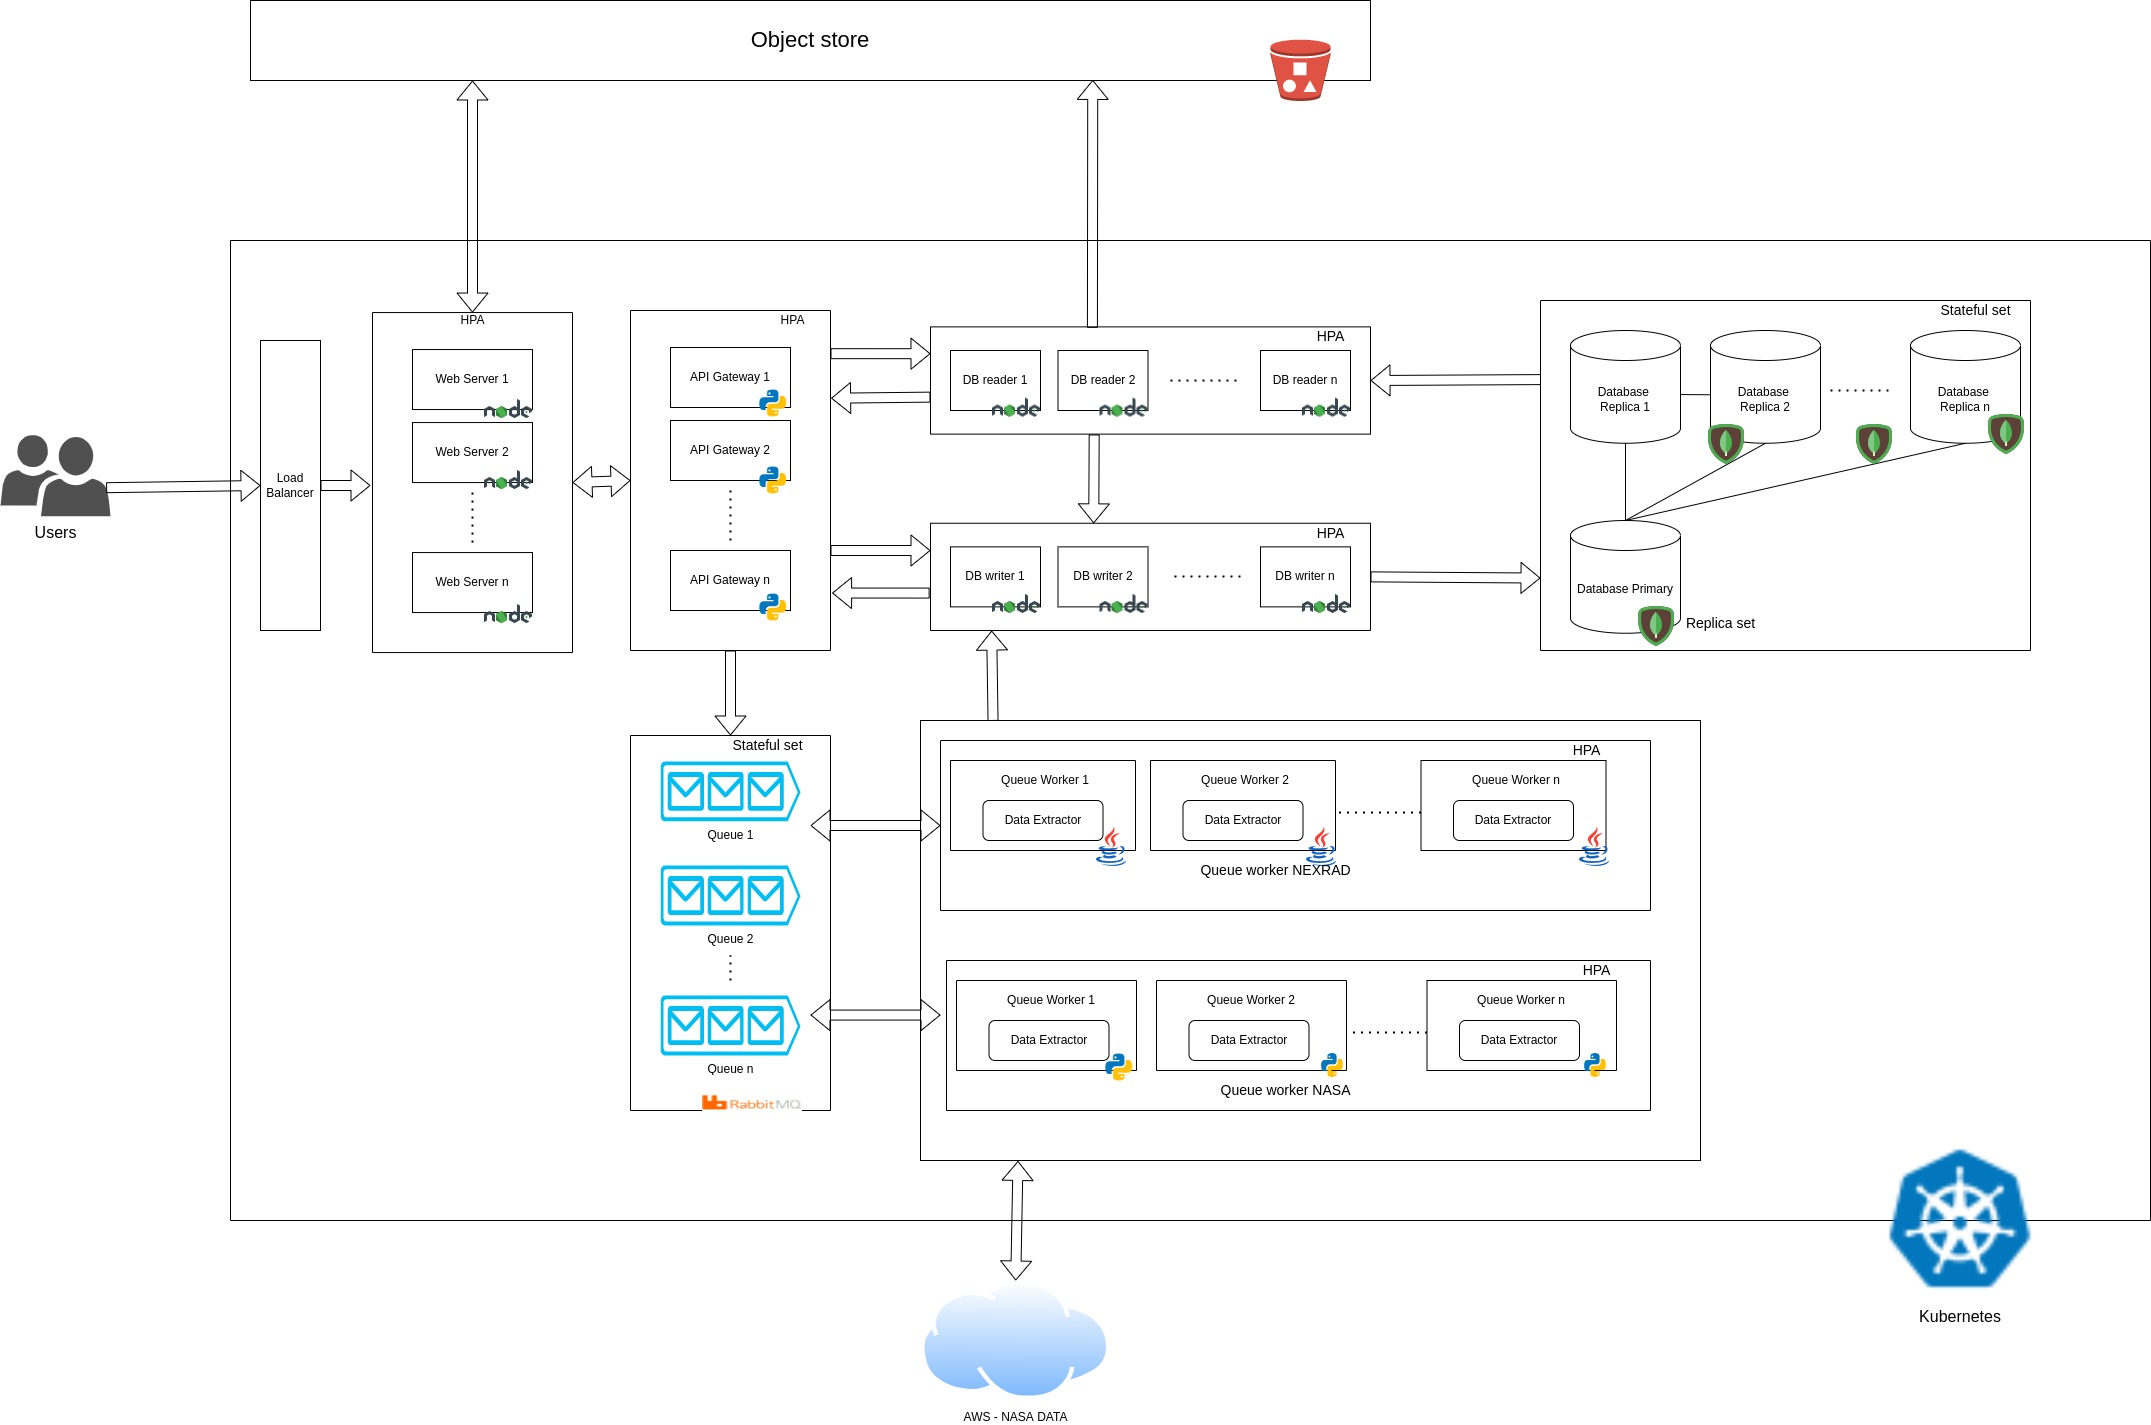 Object store
Users
Load
Balancer
HPA
Web Server 1
node
Web Server 2
node
Web Server n
node
HPA
API Gateway 1
API Gateway 2
API Gateway n
HPA
DB reader 1
DB reader 2
DB reader n
node
node
node
HPA
DB writer 1
DB writer 2
DB writer n
node
node
node
Stateful set
Database
Replica 1
Database
Replica 2
Database
Replica n
Database Primary
Replica set
Stateful set
Queue 1
Queue 2
Queue n
RabbitMQ
HPA
Queue Worker 1
Data Extractor
Queue Worker 2
Data Extractor
Queue Worker n
Data Extractor
Queue worker NEXRAD
HPA
Queue Worker 1
Data Extractor
Queue Worker 2
Data Extractor
Queue Worker n
Data Extractor
Queue worker NASA
Kubernetes
AWS - NASA DATA